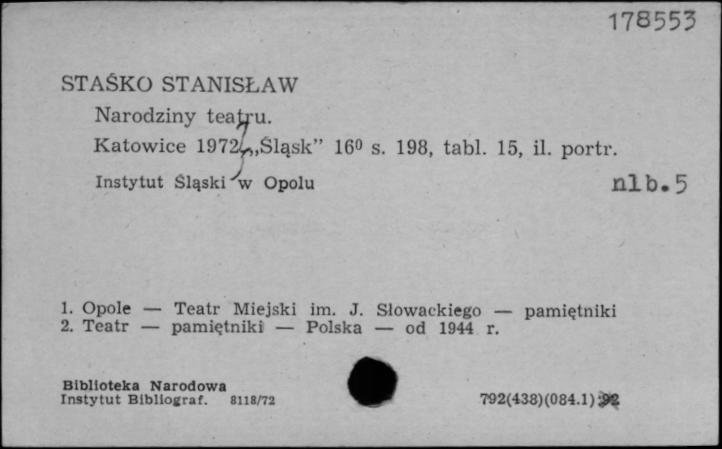 178553
STAŚKO STANISŁAW
Narodziny teatru.
Katowice 1972 „Śląsk” 16⁰ s. 198, tabl. 15, il. portr.
Instytut Śląski w Opolu nlb.5
1. Opole — Teatr Miejski im. J. Słowackiego — pamiętniki
2. Teatr — pamiętniki — Polska — od 1944 r.
Biblioteka Narodowa
Instytut Bibliograf. 8118/72 792(438)(084.1)